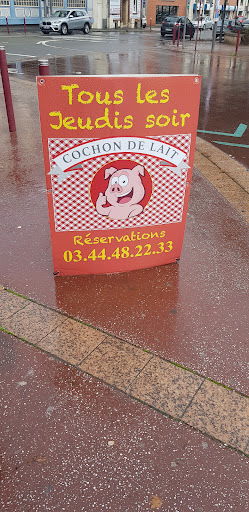 Tous les
Jeudis soir
COCHON DE LAIT
Réservations
03.44.48.22.33